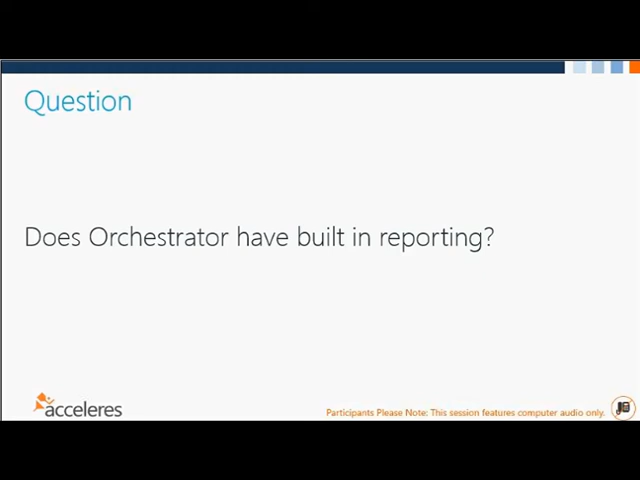 Question
Does Orchestrator have built in reporting?
acceleres
Participants Please Note: This session features computer audio only.